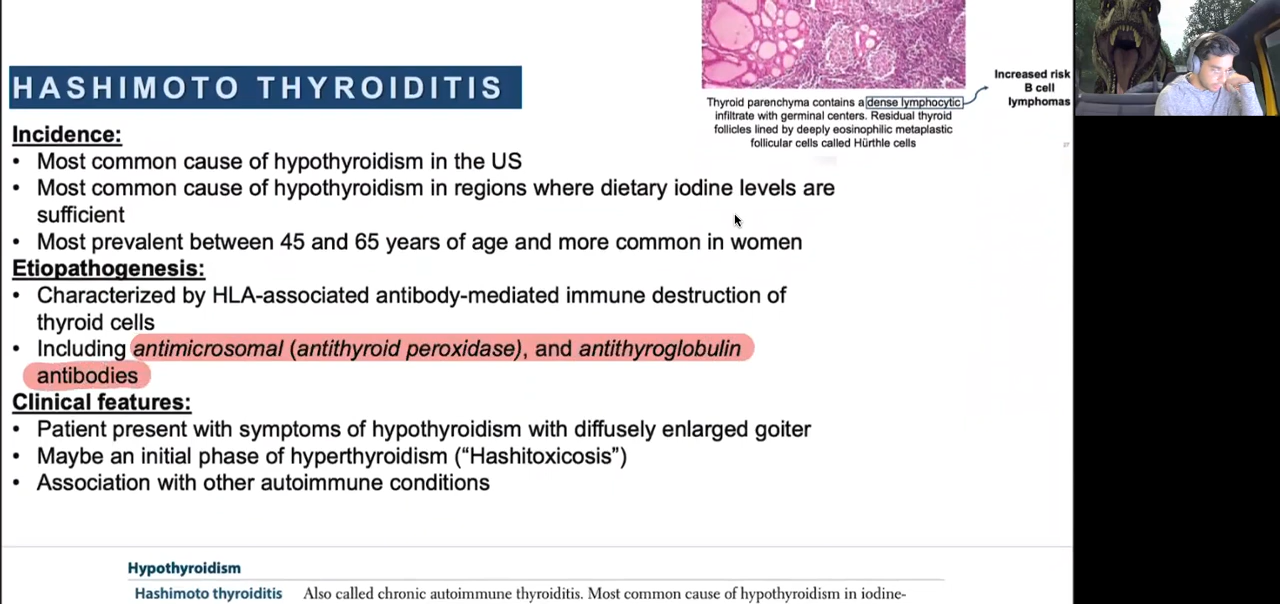 Increased risk
B cell
lymphomas
Thyroid parenchyma contains a dense lymphocytic
infiltrate with germinal centers. Residual thyroid
follicles lined by deeply eosinophilic metaplastic
follicular cells called Hürthle cells
HASHIMOTO THYROIDITIS
Incidence:
• Most common cause of hypothyroidism in the US
• Most common cause of hypothyroidism in regions where dietary iodine levels are
sufficient
• Most prevalent between 45 and 65 years of age and more common in women
Etiopathogenesis:
• Characterized by HLA-associated antibody-mediated immune destruction of
thyroid cells
• Including antimicrosomal (antithyroid peroxidase), and antithyroglobulin
antibodies
Clinical features:
• Patient present with symptoms of hypothyroidism with diffusely enlarged goiter
• Maybe an initial phase of hyperthyroidism (“Hashitoxicosis”)
• Association with other autoimmune conditions
Hypothyroidism
Hashimoto thyroiditis Also called chronic autoimmune thyroiditis. Most common cause of hypothyroidism in iodine-